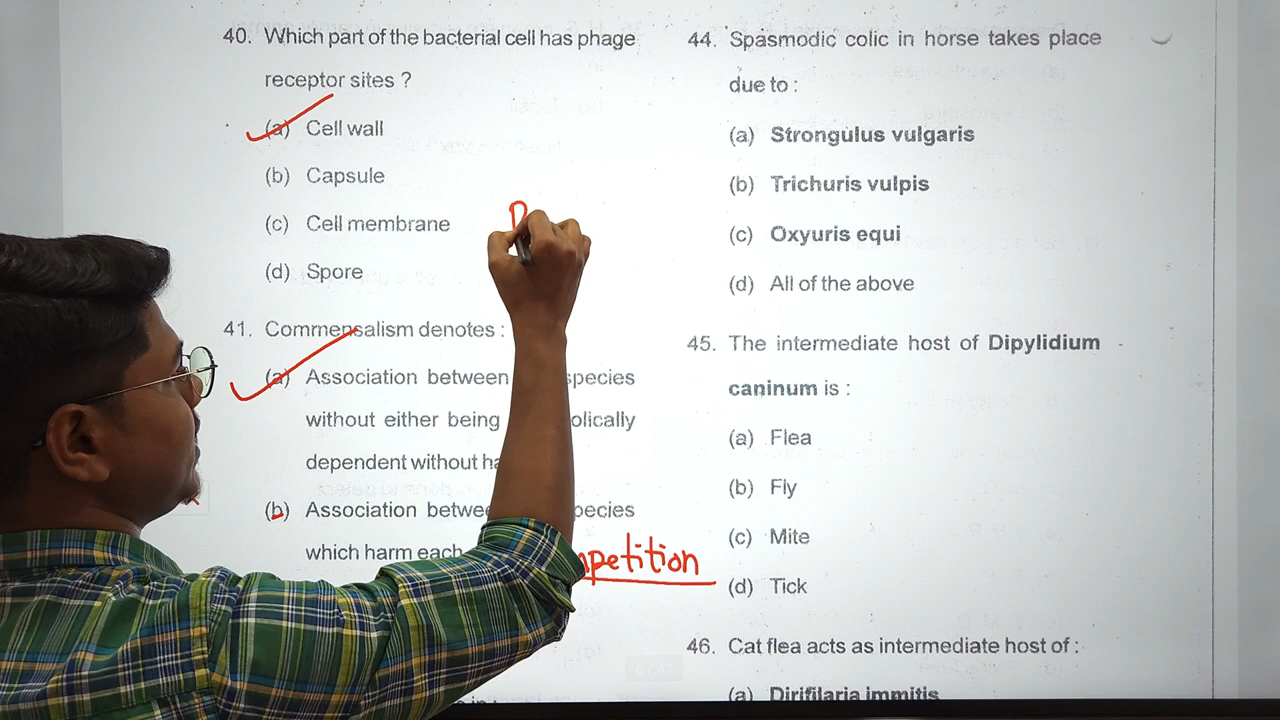 40. Which part of the bacterial cell has phage
receptor sites ?
(a) Cell wall
(b) Capsule
(c) Cell membrane
(d) Spore
41. Commensalism denotes :
(a) Association between species
without either being
dependent without
(b) Association
which harm each
44. Spasmodic colic in horse takes place
due to :
(a) Strongulus vulgaris
(b) Trichuris vulpis
(c) Oxyuris equi
(d) All of the above
45. The intermediate host of Dipylidium
caninum is :
(a) Flea
(b) Fly
(c) Mite
(d) Tick
46. Cat flea acts as intermediate host of :
(a) Dirifilaria immitis